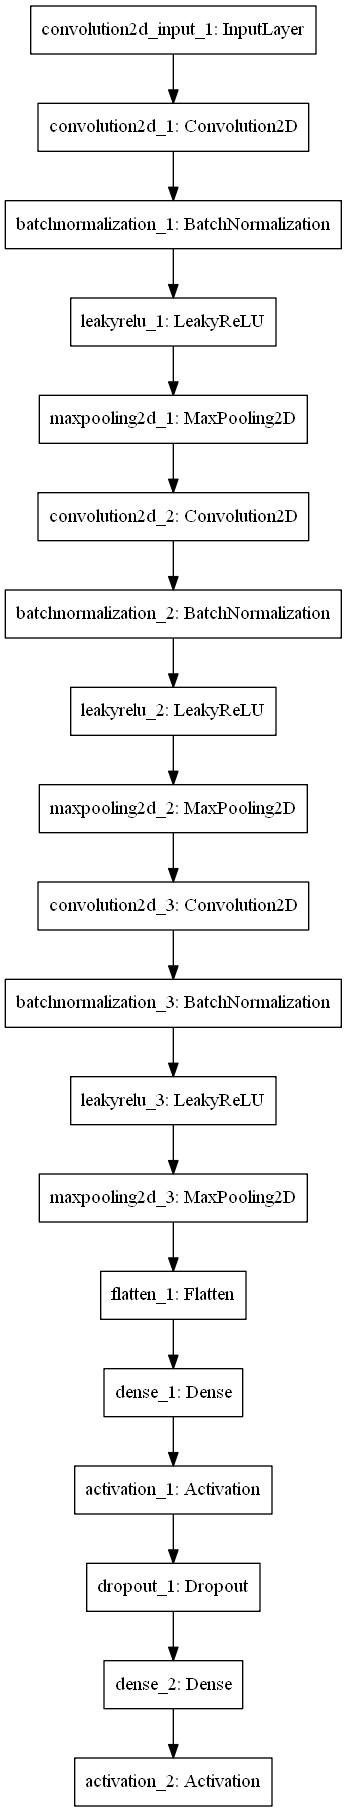 convolution2d_input_1: InputLayer
convolution2d_1: Convolution2D
batchnormalization_1: BatchNormalization
leakyrelu_1: LeakyReLU
maxpooling2d_1: MaxPooling2D
convolution2d_2: Convolution2D
batchnormalization_2: BatchNormalization
leakyrelu_2: LeakyReLU
maxpooling2d_2: MaxPooling2D
convolution2d_3: Convolution2D
batchnormalization_3: BatchNormalization
leakyrelu_3: LeakyReLU
maxpooling2d_3: MaxPooling2D
flatten_1: Flatten
dense_1: Dense
activation_1: Activation
dropout_1: Dropout
dense_2: Dense
activation_2: Activation